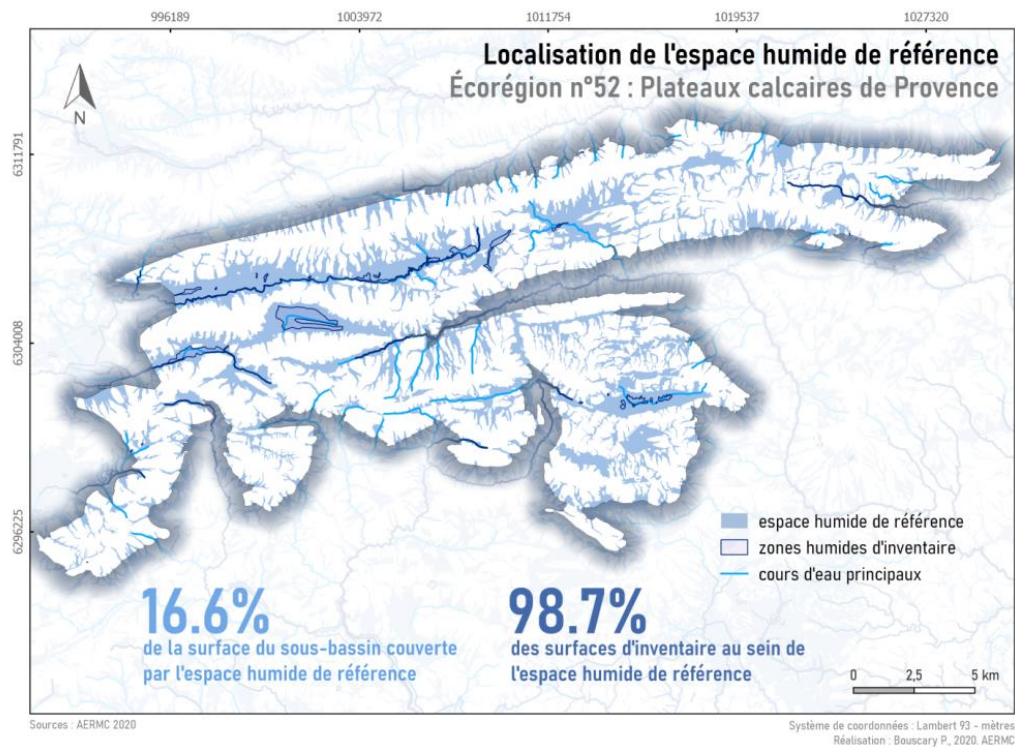 996189
1003972
1011754
1019537
1027320
Localisation de l'espace humide de référence
Écorégion n°52 : Plateaux calcaires de Provence
N
6311791
6304008
6296225
espace humide de référence
zones humides d'inventaire
cours d'eau principaux
16.6%
de la surface du sous-bassin couverte
par l'espace humide de référence
98.7%
des surfaces d'inventaire au sein de
l'espace humide de référence
0 2,5 5 km
Sources : AERMC 2020
Système de coordonnées : Lambert 93 - mètres
Réalisation : Bouscary P., 2020. AERMC